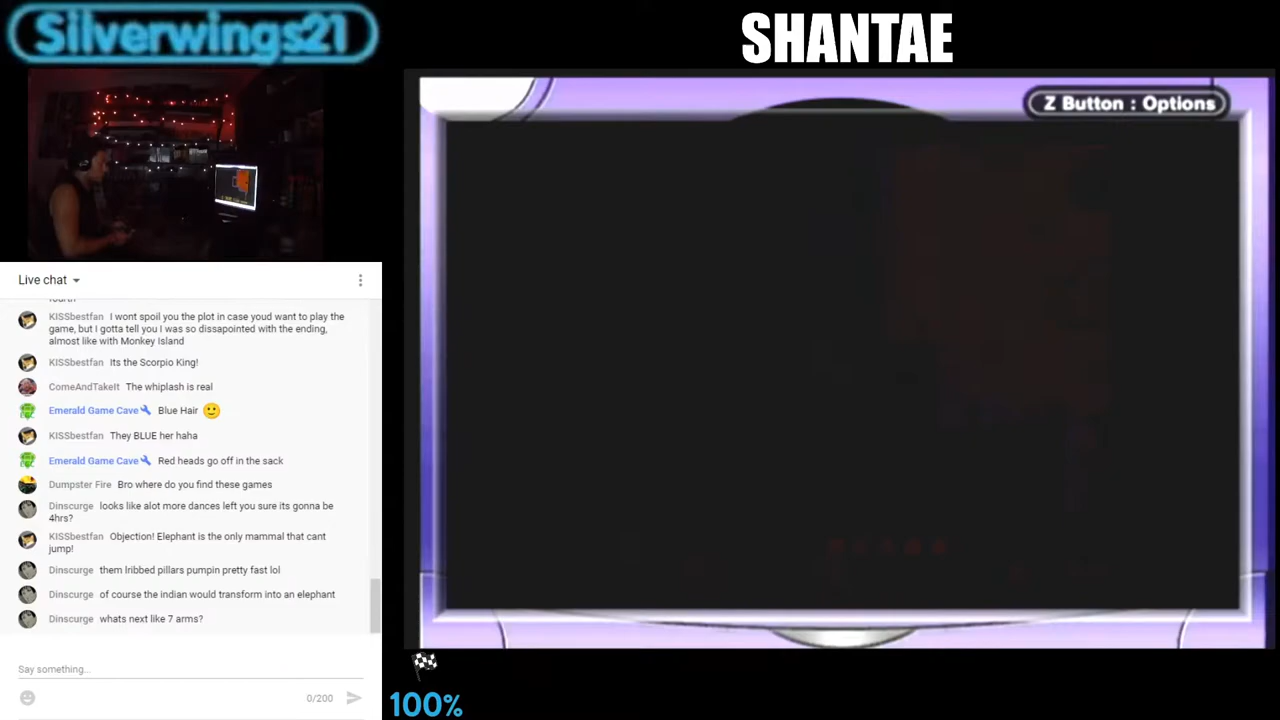 Silverwings21
SHANTAE
Z Button : Options
Live chat
fourth
KISSbestfan I wont spoil you the plot in case youd want to play the
game, but I gotta tell you I was so dissapointed with the ending,
almost like with Monkey Island
KISSbestfan Its the Scorpio King!
ComeAndTakeIt The whiplash is real
Emerald Game Cave Blue Hair
KISSbestfan They BLUE her haha
Emerald Game Cave Red heads go off in the sack
Dumpster Fire Bro where do you find these games
Dinscurge looks like alot more dances left you sure its gonna be
4hrs?
KISSbestfan Objection! Elephant is the only mammal that cant
jump!
Dinscurge them lribbed pillars pumpin pretty fast lol
Dinscurge of course the indian would transform into an elephant
Dinscurge whats next like 7 arms?
Say something...
0/200
100%